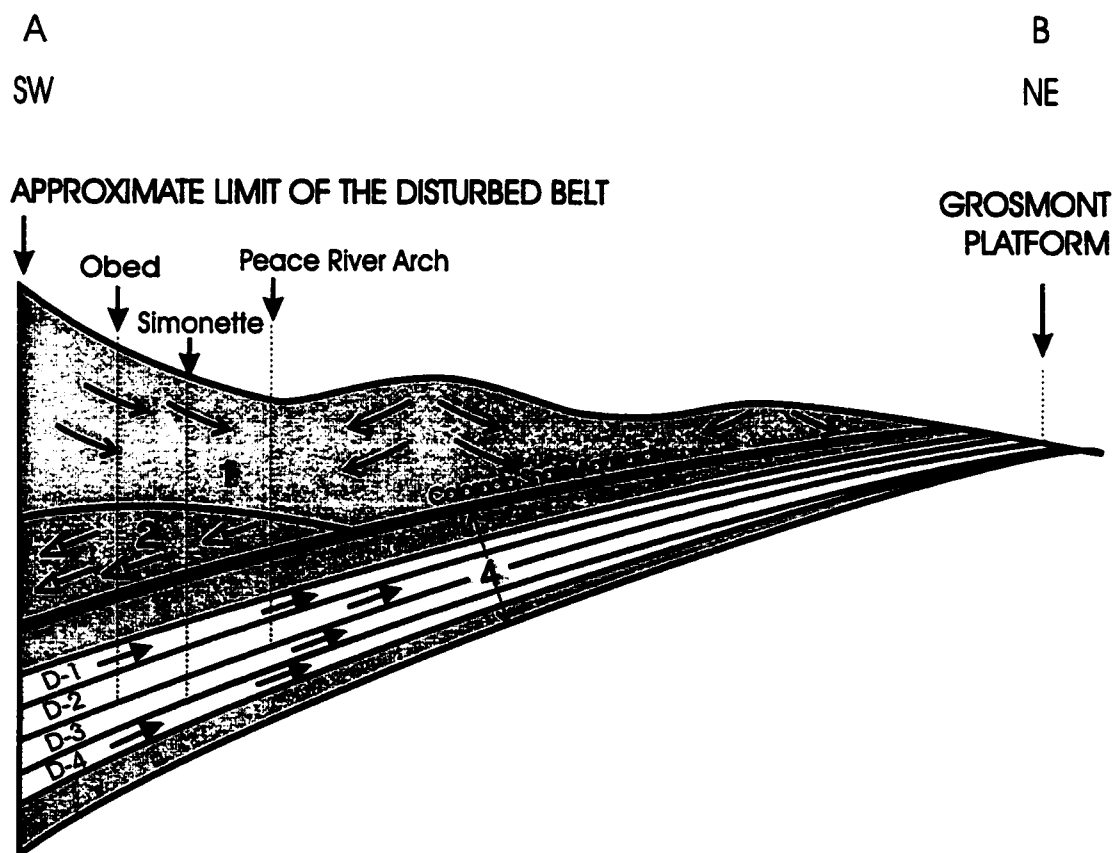 A
B
SW
NE
APPROXIMATE LIMIT OF THE DISTURBED BELT
GROSMONT
PLATFORM
Obed
Peace River Arch
Simonette
1
2
4
D-1
D-2
D-3
D-4